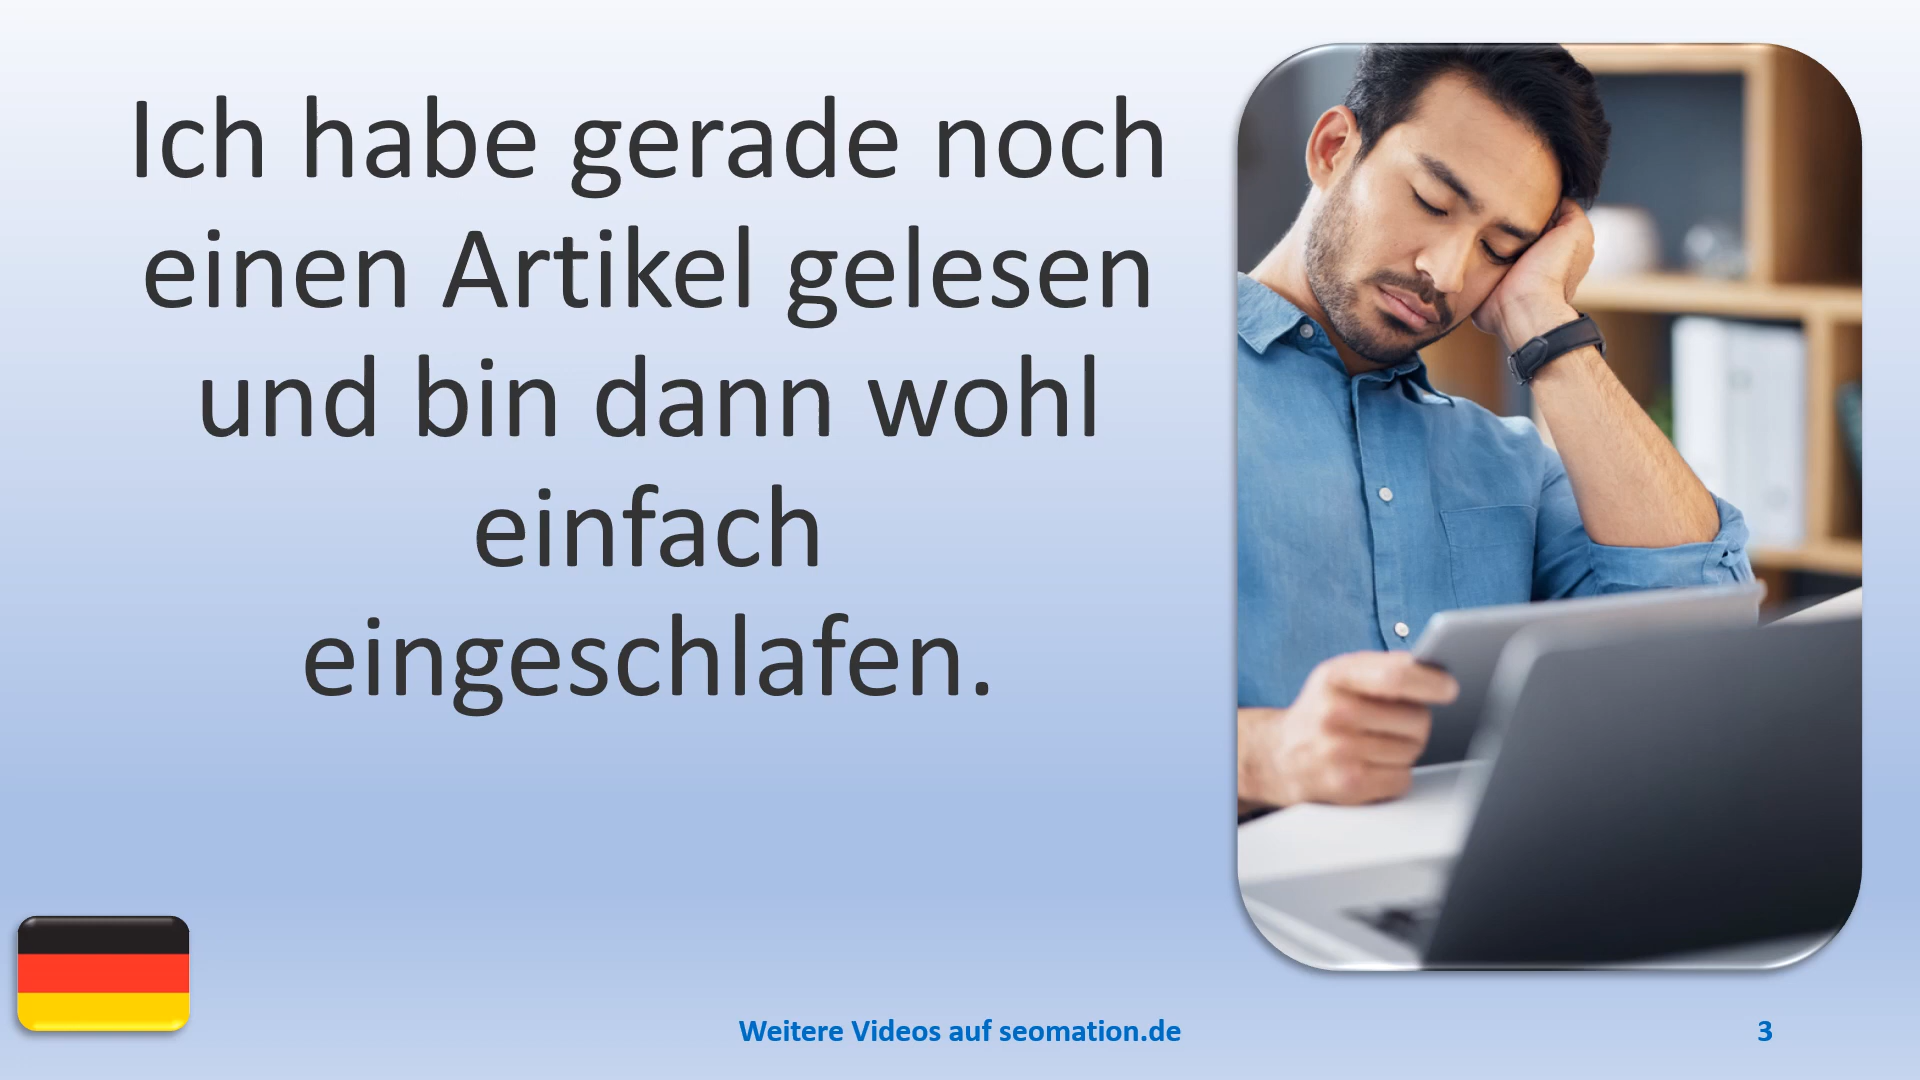 Ich habe gerade noch
einen Artikel gelesen
und bin dann wohl
einfach
eingeschlafen.
Weitere Videos auf seomation.de
3